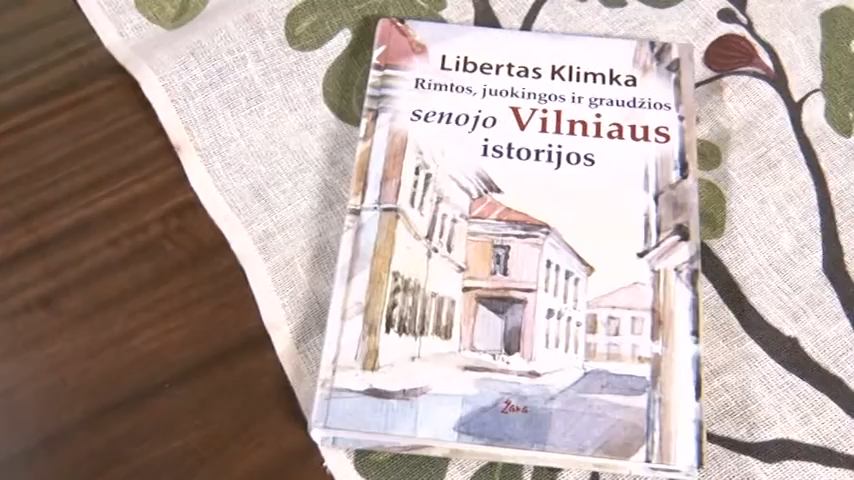 Libertas Klimka
Rimtos, juokingos ir graudžios
senojo Vilniaus
istorijos
Žara